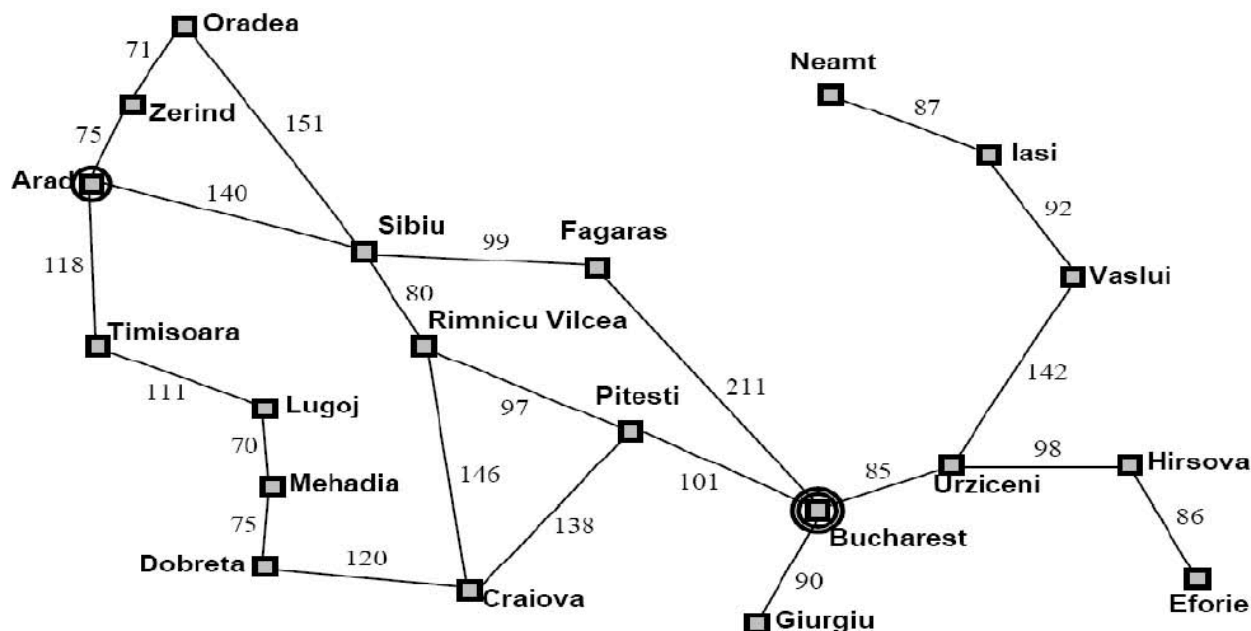 Oradea
71
Neamt
Zerind
87
151
75
Iasi
Arad
140
92
Sibiu
Fagaras
99
118
Vaslui
80
Timisoara
Rimnicu Vilcea
142
111
211
Lugoj
97
Pitesti
70
98
Hirsova
Mehadia
146
101
85
Urziceni
75
138
86
Bucharest
Dobreta
120
90
Craiova
Eforie
Giurgiu